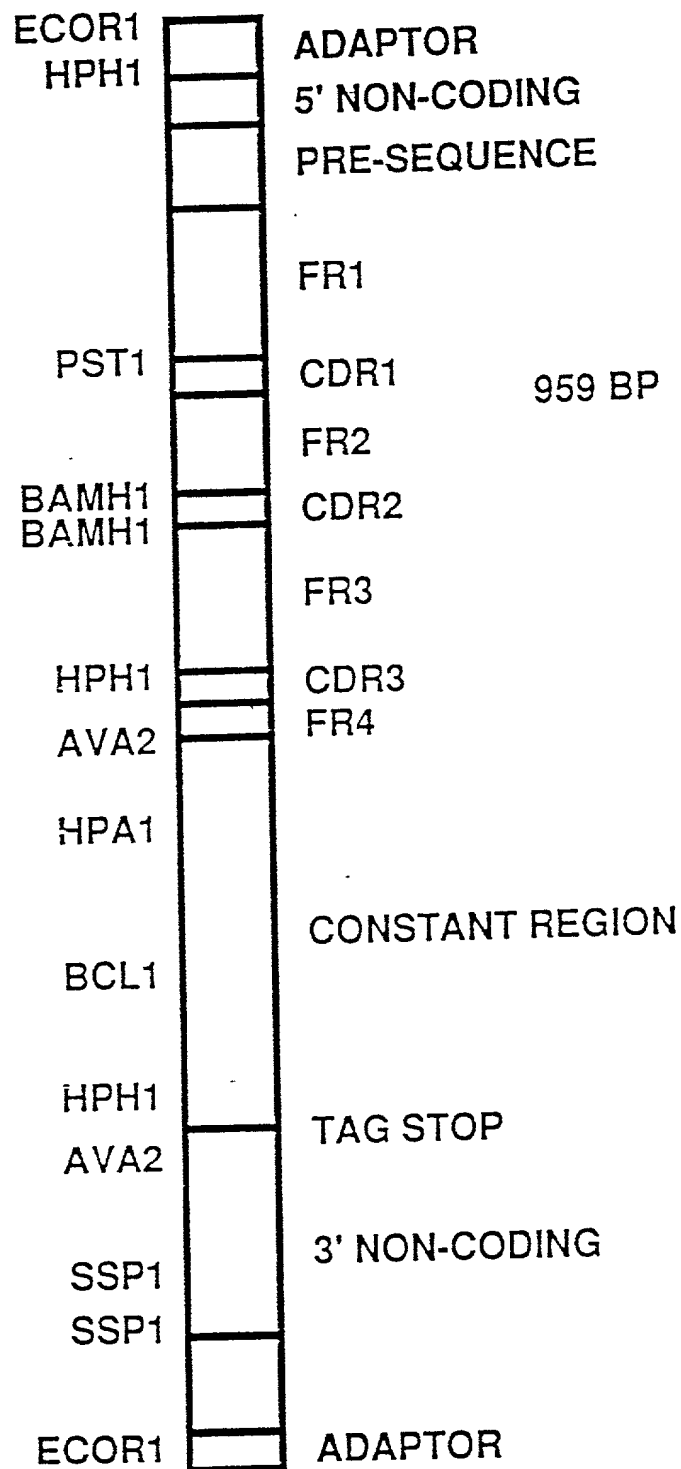 ECOR1
ADAPTOR
HPH1
5' NON-CODING
PRE-SEQUENCE
FR1
PST1
CDR1
959 BP
FR2
BAMH1
CDR2
BAMH1
FR3
HPH1
CDR3
FR4
AVA2
HPA1
CONSTANT REGION
BCL1
HPH1
TAG STOP
AVA2
3' NON-CODING
SSP1
SSP1
ECOR1
ADAPTOR